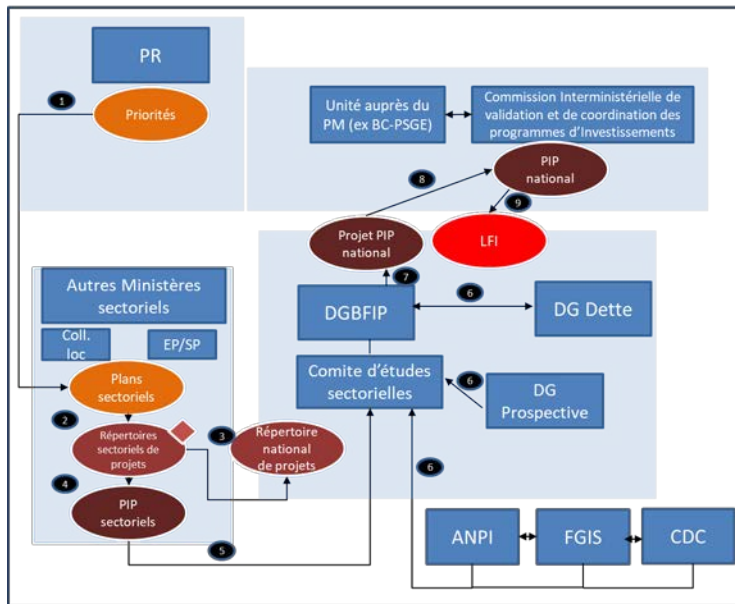 PR
1
Priorités
Unité auprès du
PM (ex BC-PSGE)
Commission Interministérielle de
validation et de coordination des
programmes d'Investissements
8
PIP
national
9
Projet PIP
national
LFI
7
Autres Ministères
sectoriels
DGBFIP
6
DG Dette
Coll.
loc
EP/SP
Comite d'études
sectorielles
6
DG
Prospective
Plans
sectoriels
2
Répertoires
sectoriels de
projets
3
Répertoire
national
de projets
4
6
PIP
sectoriels
5
ANPI
FGIS
CDC